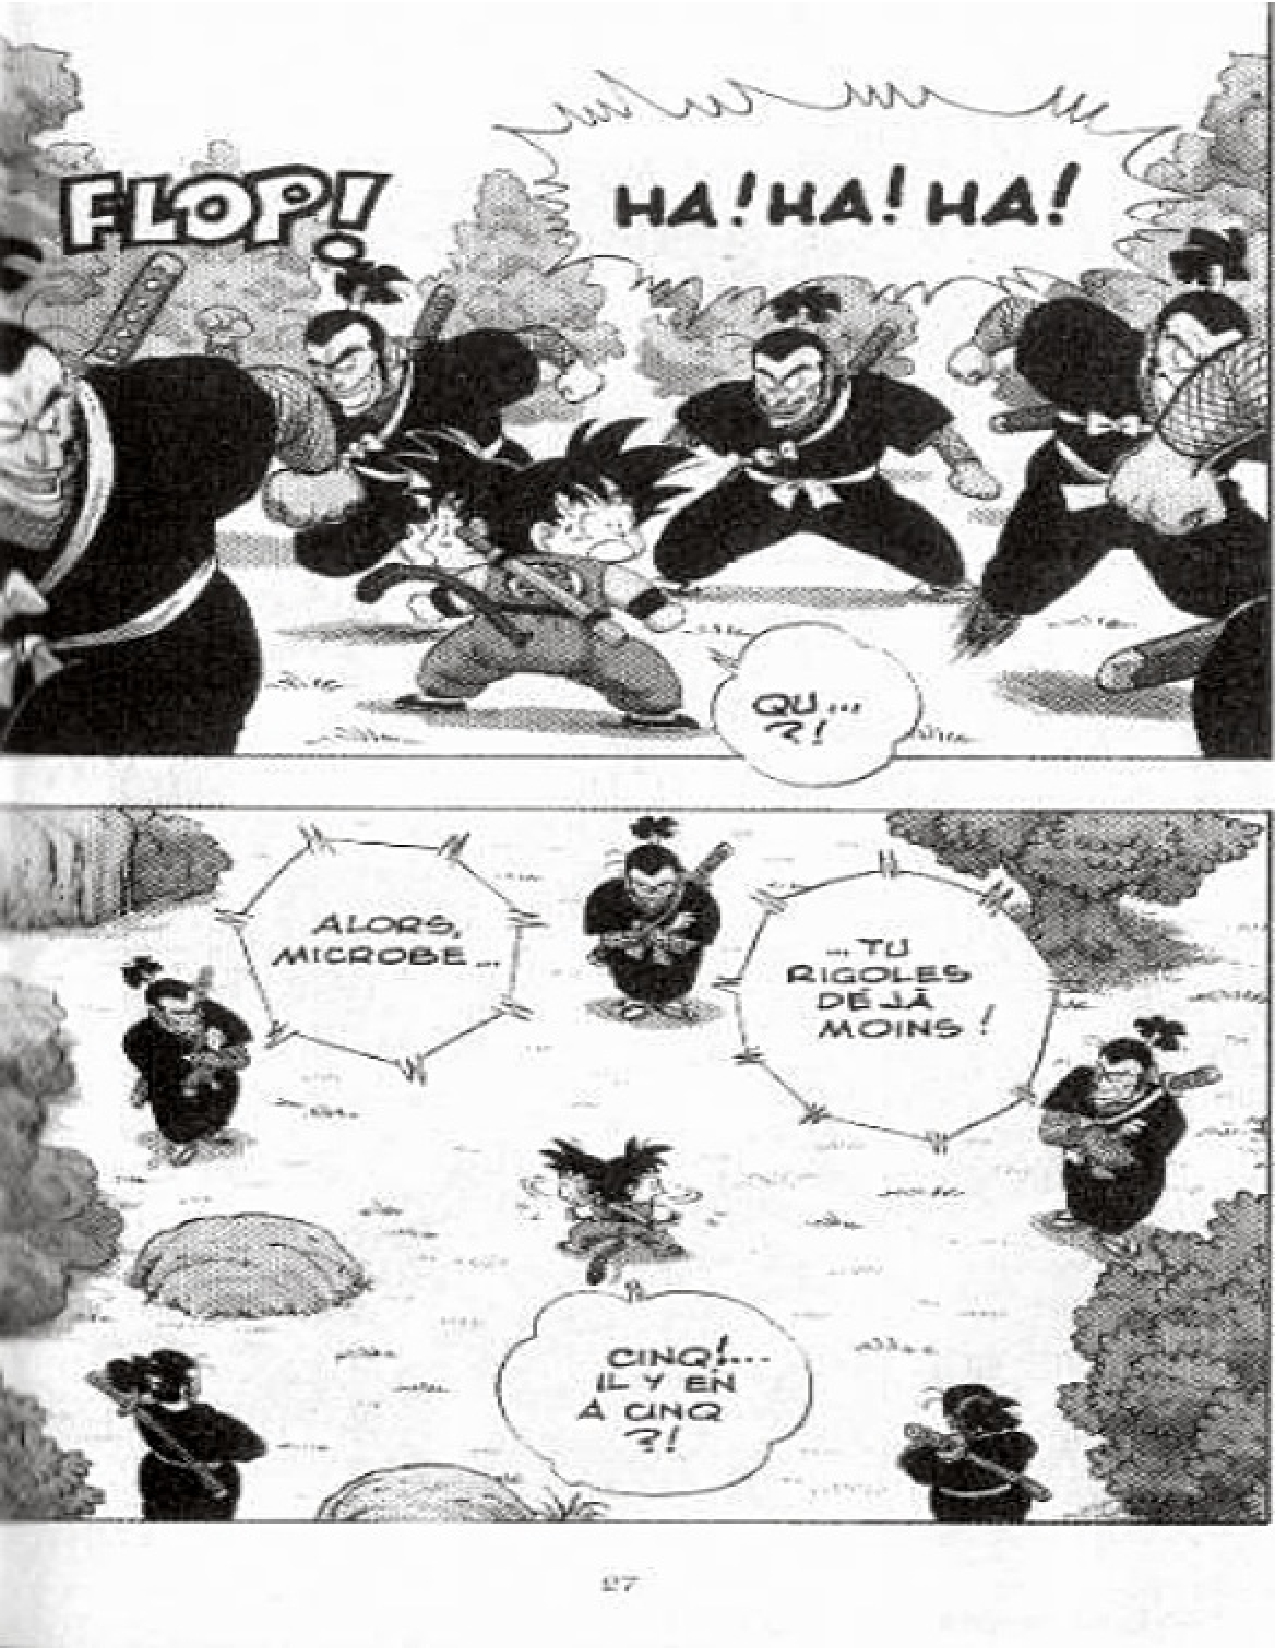 FLOP!
HA! HA! HA!
QU...
?!
ALORS,
MICROBE...
...TU
RIGOLES
DÉJÀ
MOINS !
CINQ!...
IL Y EN
A CINQ
?!
27